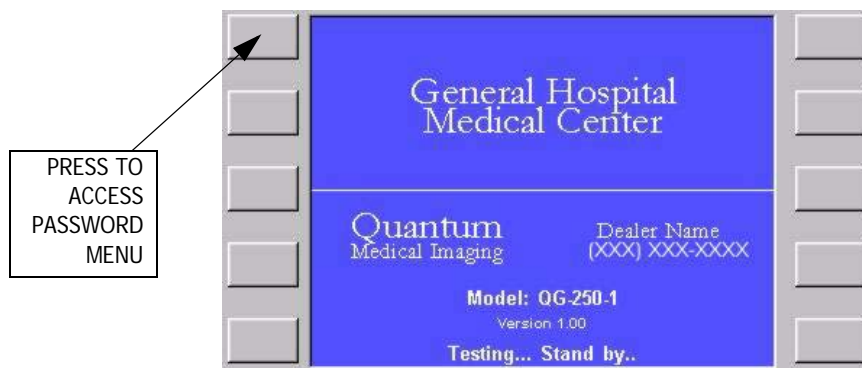 PRESS TO
ACCESS
PASSWORD
MENU
General Hospital
Medical Center
Quantum
Medical Imaging
Dealer Name
(XXX) XXX-XXXX
Model: QG-250-1
Version 1.00
Testing... Stand by..